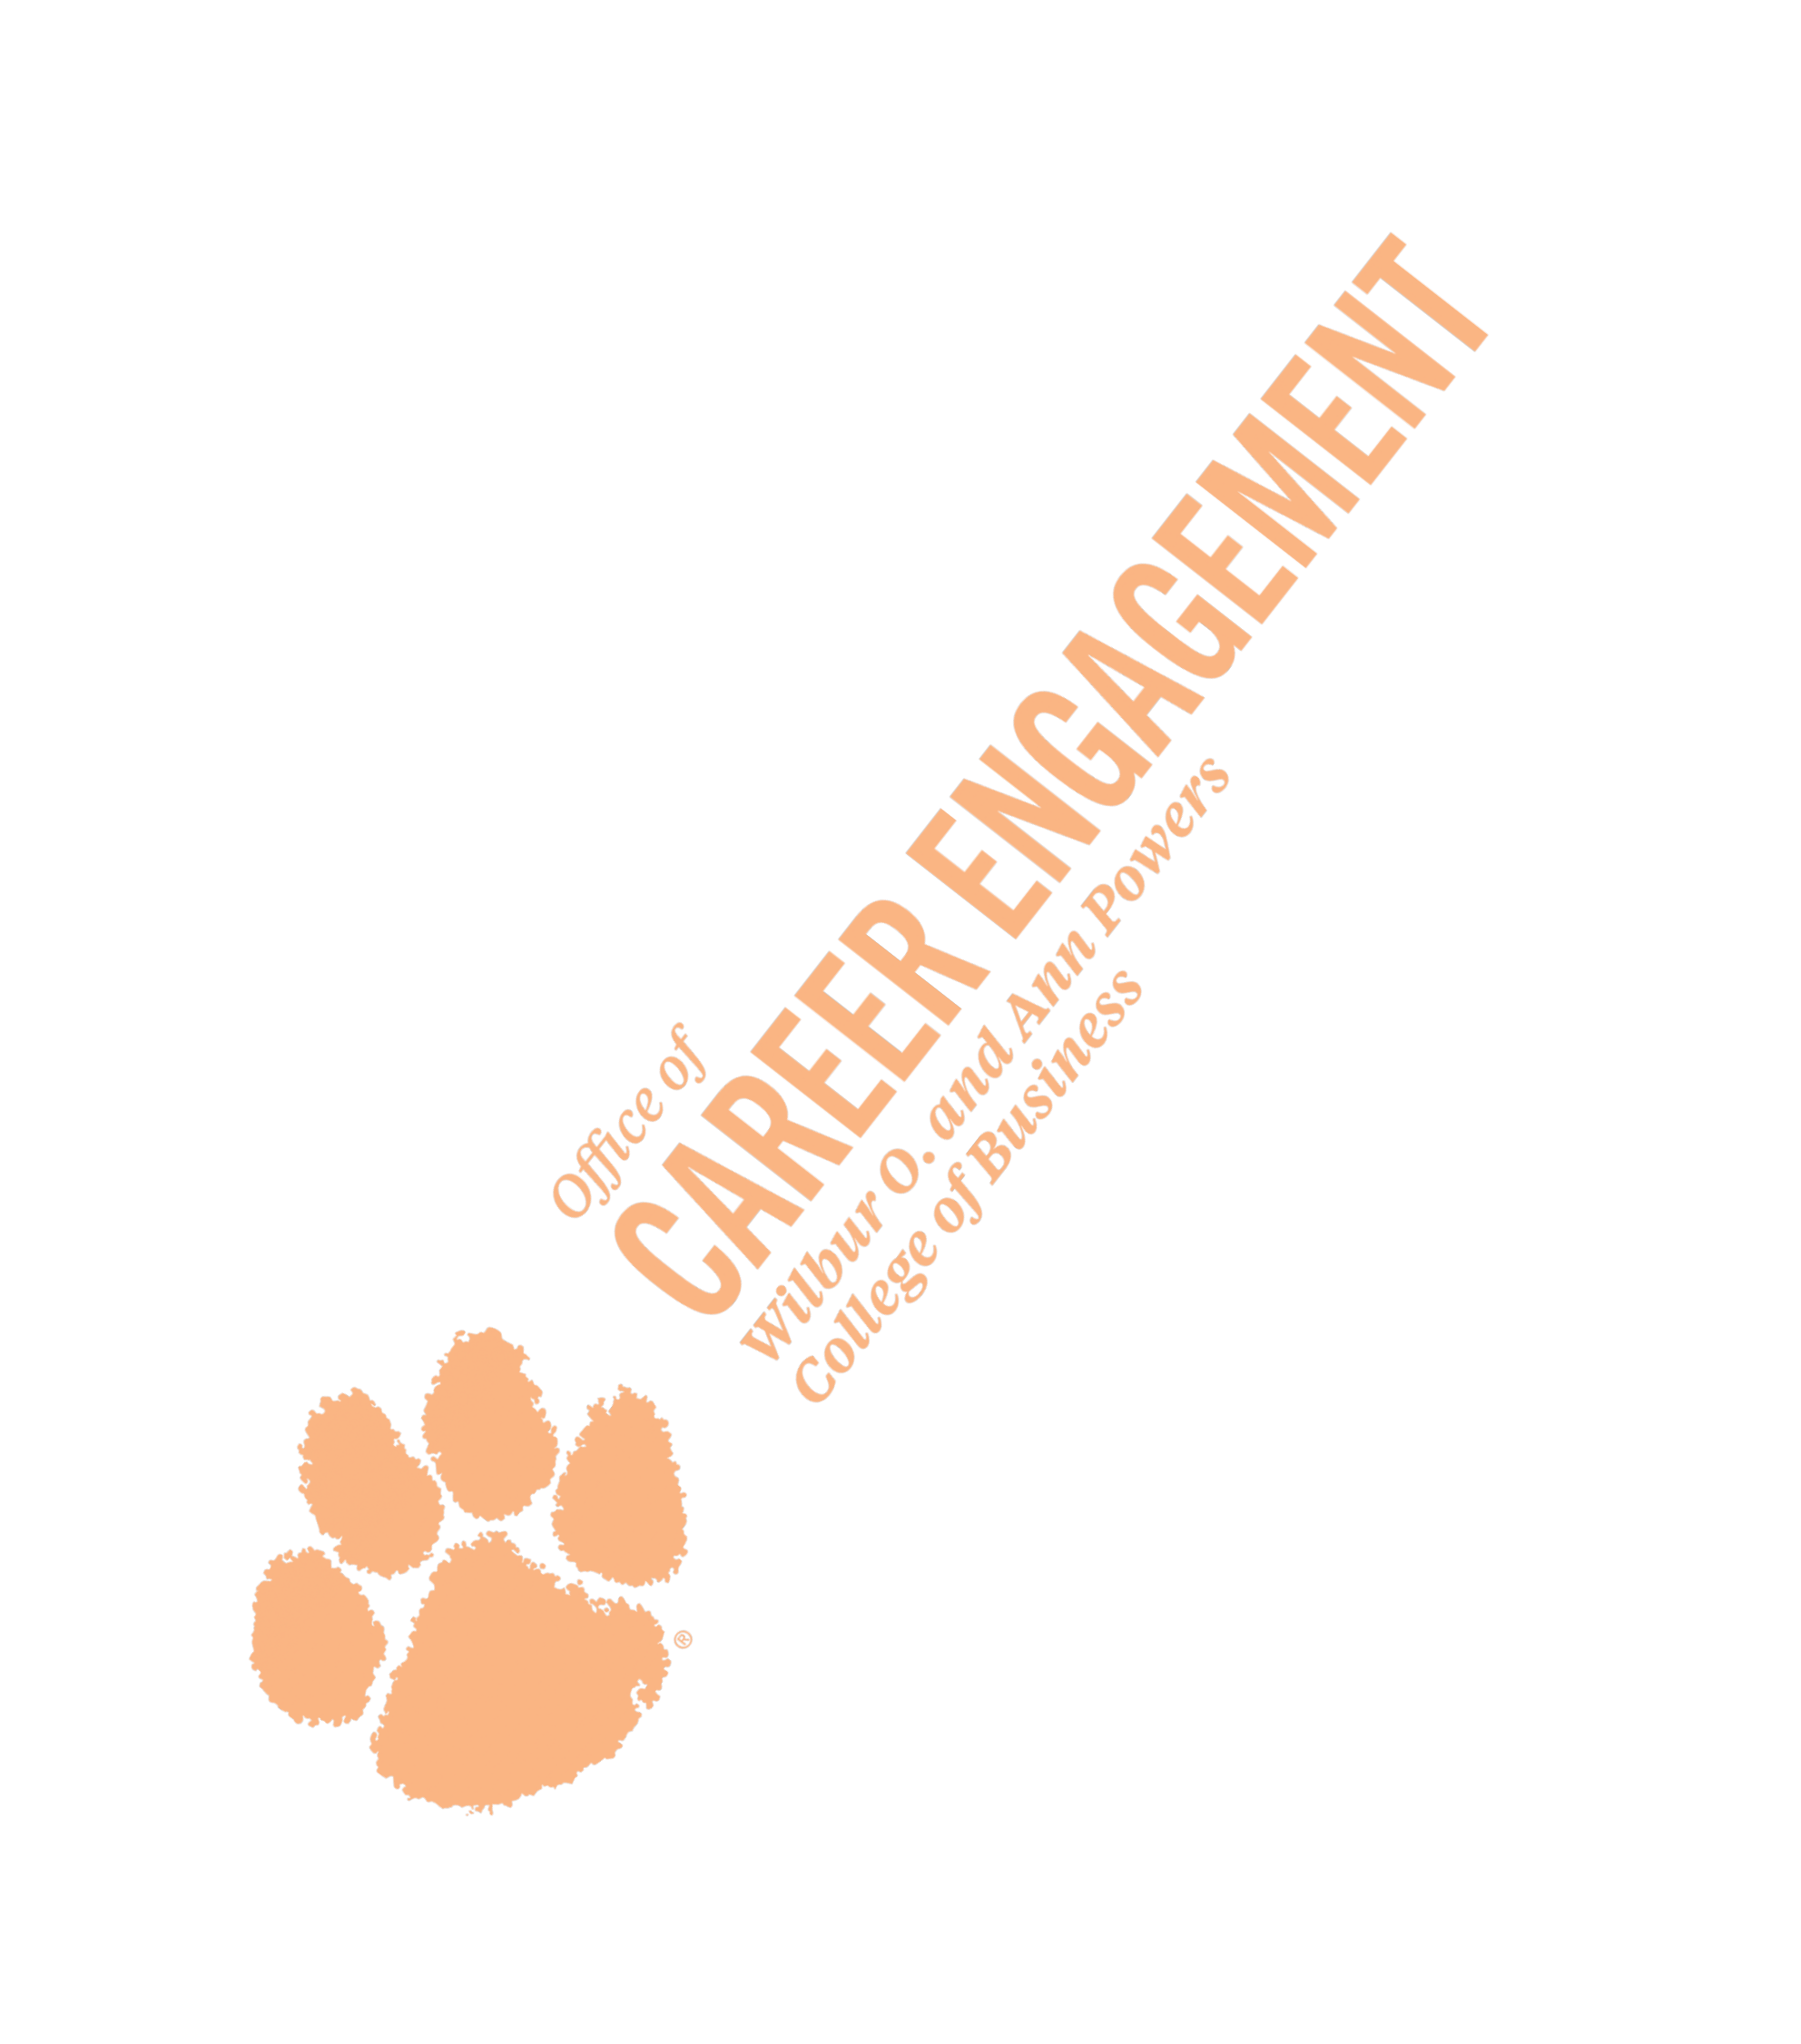 Office of
CAREER ENGAGEMENT
Wilbur O. and Ann Powers
College of Business
®